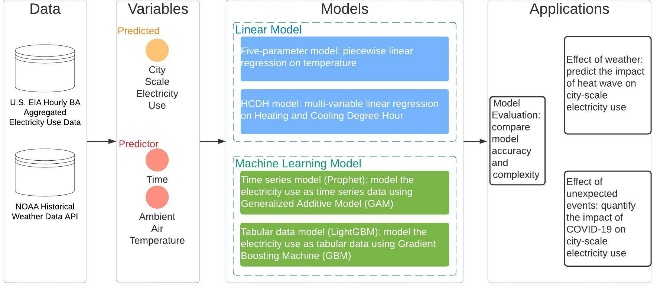 Data
Variables
Models
Applications
U.S. EIA Hourly BA
Aggregated
Electricity Use Data
NOAA Historical
Weather Data API
Predicted
City
Scale
Electricity
Use
Predictor
Time
Ambient
Air
Temperature
Linear Model
Five-parameter model: piecewise linear
regression on temperature
HCDH model: multi-variable linear regression
on Heating and Cooling Degree Hour
Machine Learning Model
Time series model (Prophet): model the
electricity use as time series data using
Generalized Additive Model (GAM)
Tabular data model (LightGBM): model the
electricity use as tabular data using Gradient
Boosting Machine (GBM)
Model
Evaluation:
compare
model
accuracy
and
complexity
Effect of weather:
predict the impact
of heat wave on
city-scale
electricity use
Effect of
unexpected
events: quantify
the impact of
COVID-19 on
city-scale
electricity use